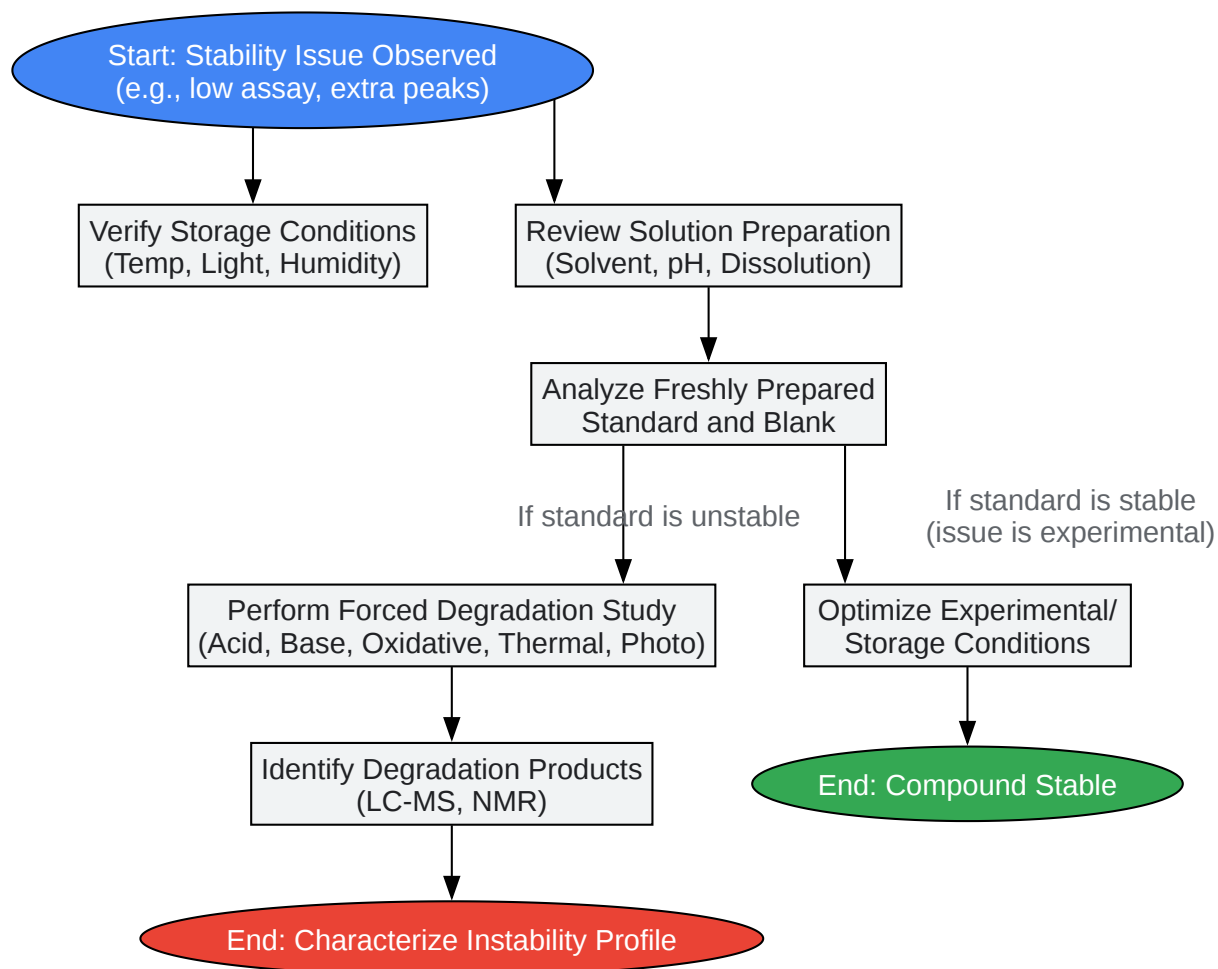 Start: Stability Issue Observed
(e.g., low assay, extra peaks)
Verify Storage Conditions
(Temp, Light, Humidity)
Review Solution Preparation
(Solvent, pH, Dissolution)
Analyze Freshly Prepared
Standard and Blank
If standard is unstable
If standard is stable
(issue is experimental)
Perform Forced Degradation Study
(Acid, Base, Oxidative, Thermal, Photo)
Optimize Experimental/
Storage Conditions
Identify Degradation Products
(LC-MS, NMR)
End: Compound Stable
End: Characterize Instability Profile